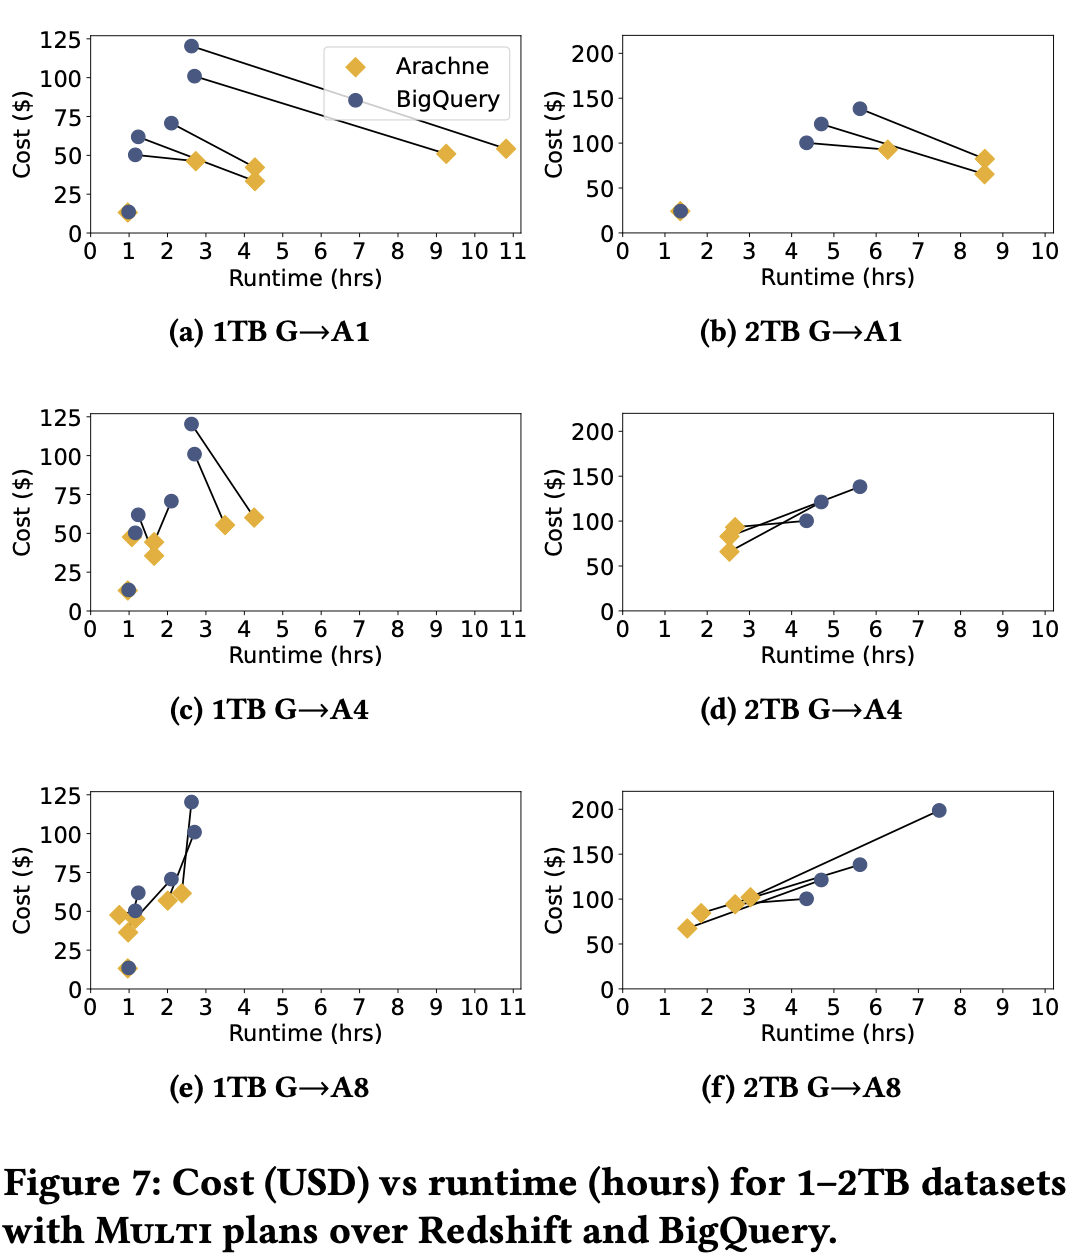 125
100
75
50
25
0
Cost ($)
Arachne
BigQuery
0 1 2 3 4 5 6 7 8 9 10 11
Runtime (hrs)
(a) 1TB G→A1
200
150
100
50
0
Cost ($)
0 1 2 3 4 5 6 7 8 9 10
Runtime (hrs)
(b) 2TB G→A1
125
100
75
50
25
0
Cost ($)
0 1 2 3 4 5 6 7 8 9 10 11
Runtime (hrs)
(c) 1TB G→A4
200
150
100
50
0
Cost ($)
0 1 2 3 4 5 6 7 8 9 10
Runtime (hrs)
(d) 2TB G→A4
125
100
75
50
25
0
Cost ($)
0 1 2 3 4 5 6 7 8 9 10 11
Runtime (hrs)
(e) 1TB G→A8
200
150
100
50
0
Cost ($)
0 1 2 3 4 5 6 7 8 9 10
Runtime (hrs)
(f) 2TB G→A8
Figure 7: Cost (USD) vs runtime (hours) for 1–2TB datasets
with MULTI plans over Redshift and BigQuery.